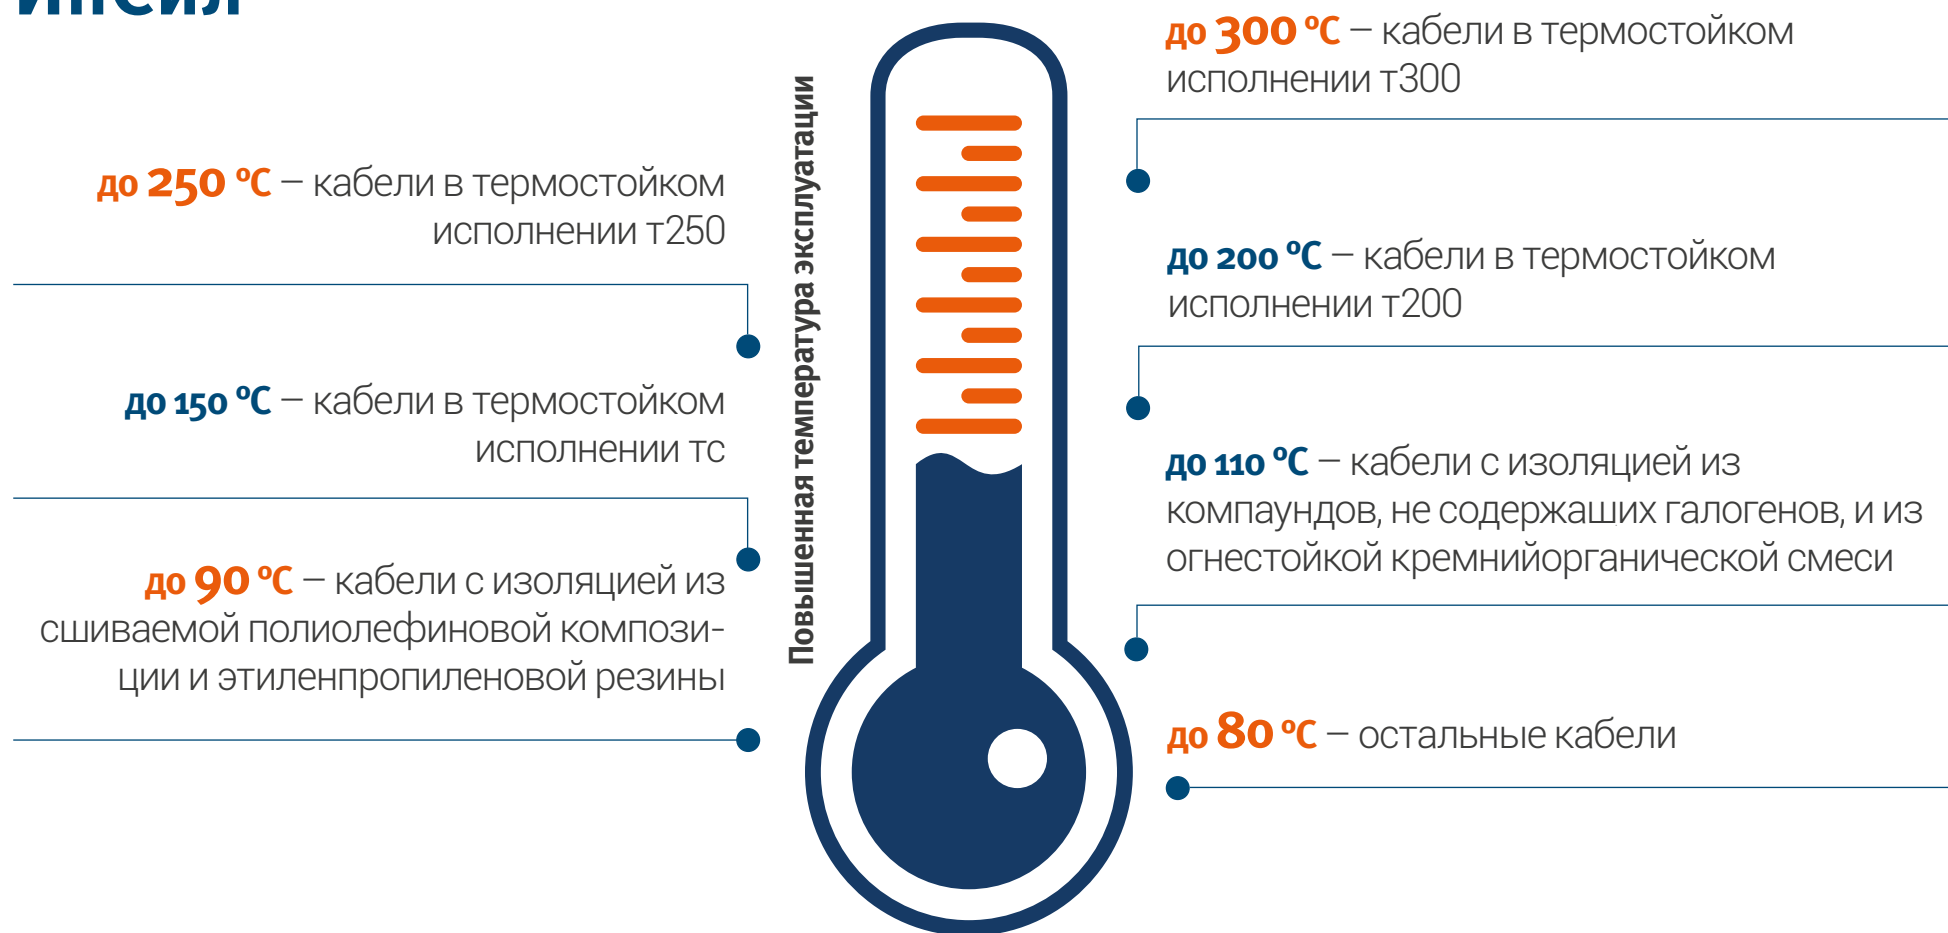 до 250 °С – кабели в термостойком
исполнении т250
до 150 °С – кабели в термостойком
исполнении тс
до 90 °С – кабели с изоляцией из
сшиваемой полиолефиновой компози-
ции и этиленпропиленовой резины
Повышенная температура эксплуатации
до 300 °С – кабели в термостойком
исполнении т300
до 200 °С – кабели в термостойком
исполнении т200
до 110 °С – кабели с изоляцией из
компаундов, не содержаших галогенов, и из
огнестойкой кремнийорганической смеси
до 80 °С – остальные кабели